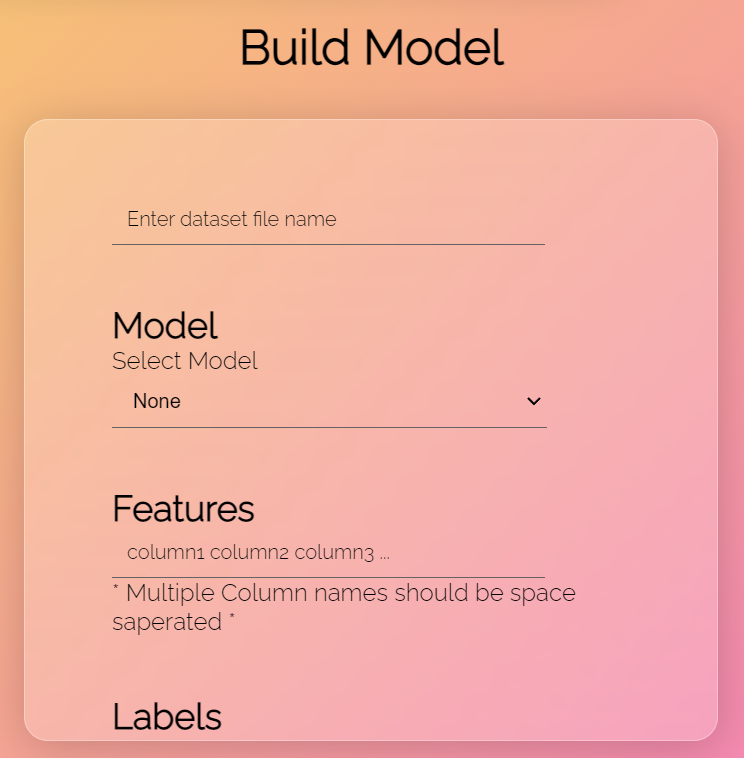 Build Model
Enter dataset file name
Model
Select Model
None
Features
column1 column2 column3 ...
* Multiple Column names should be space
saperated *
Labels